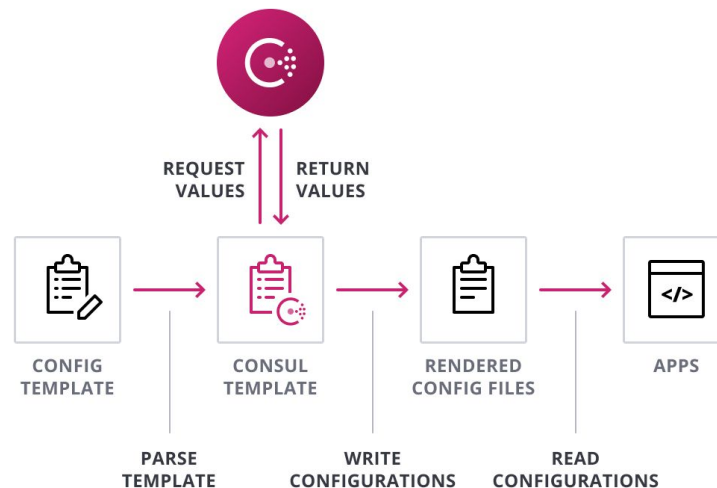 REQUEST
VALUES
RETURN
VALUES
</>
CONFIG
TEMPLATE
CONSUL
TEMPLATE
RENDERED
CONFIG FILES
APPS
PARSE
TEMPLATE
WRITE
CONFIGURATIONS
READ
CONFIGURATIONS